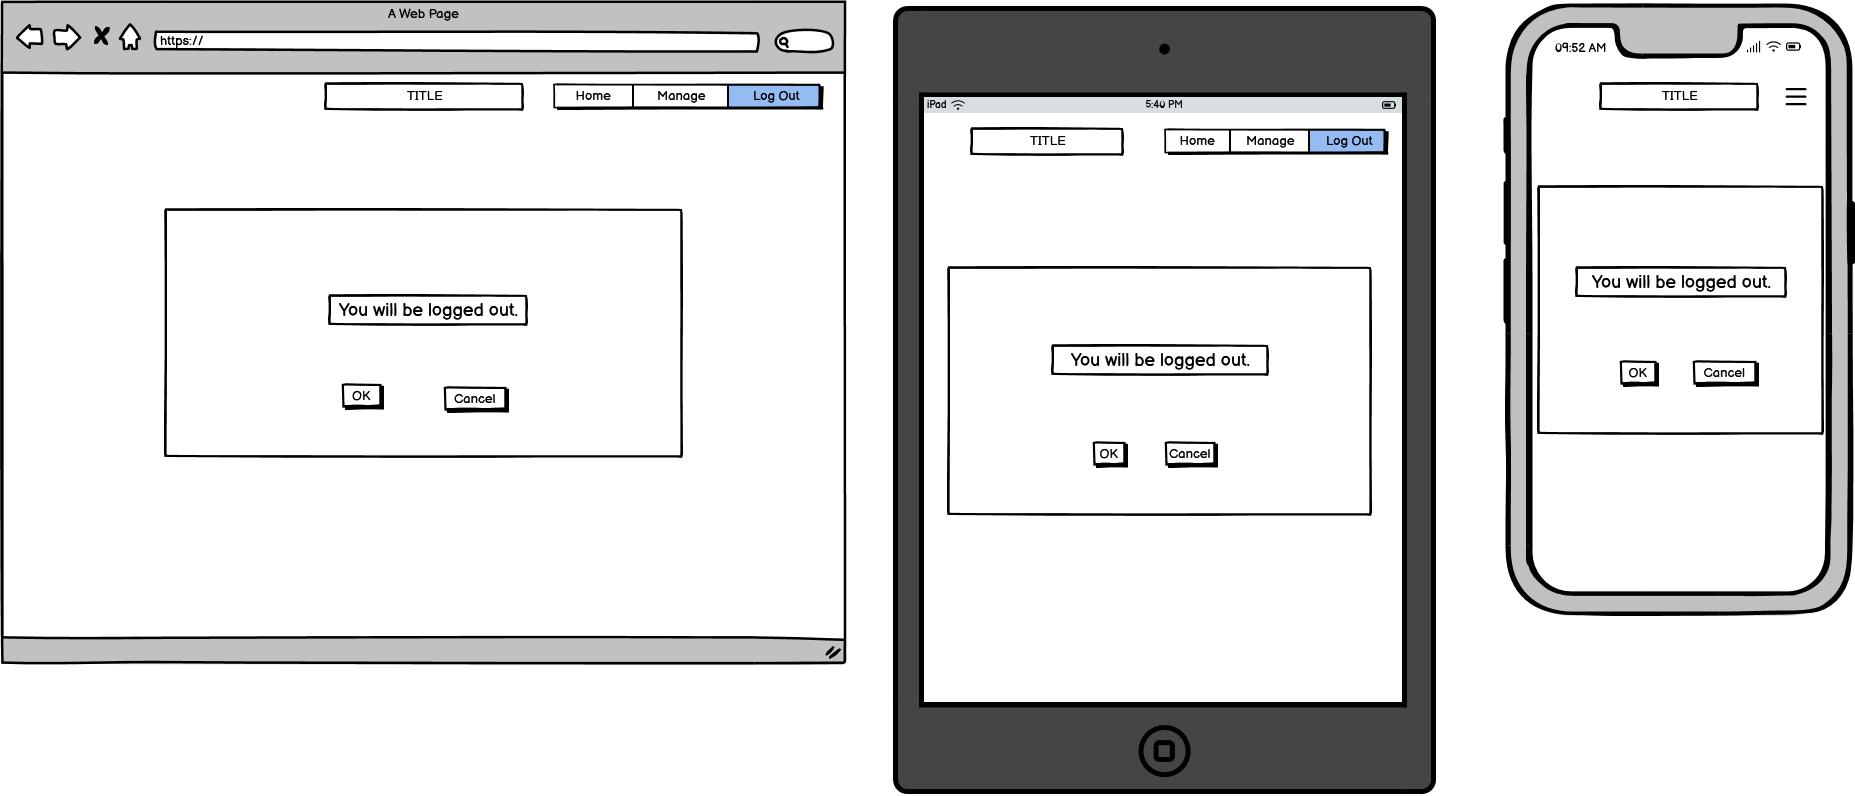 A Web Page
https://
TITLE
Home Manage Log Out
You will be logged out.
OK Cancel
iPad 5:40 PM
TITLE
Home Manage Log Out
You will be logged out.
OK Cancel
09:52 AM
TITLE
You will be logged out.
OK Cancel